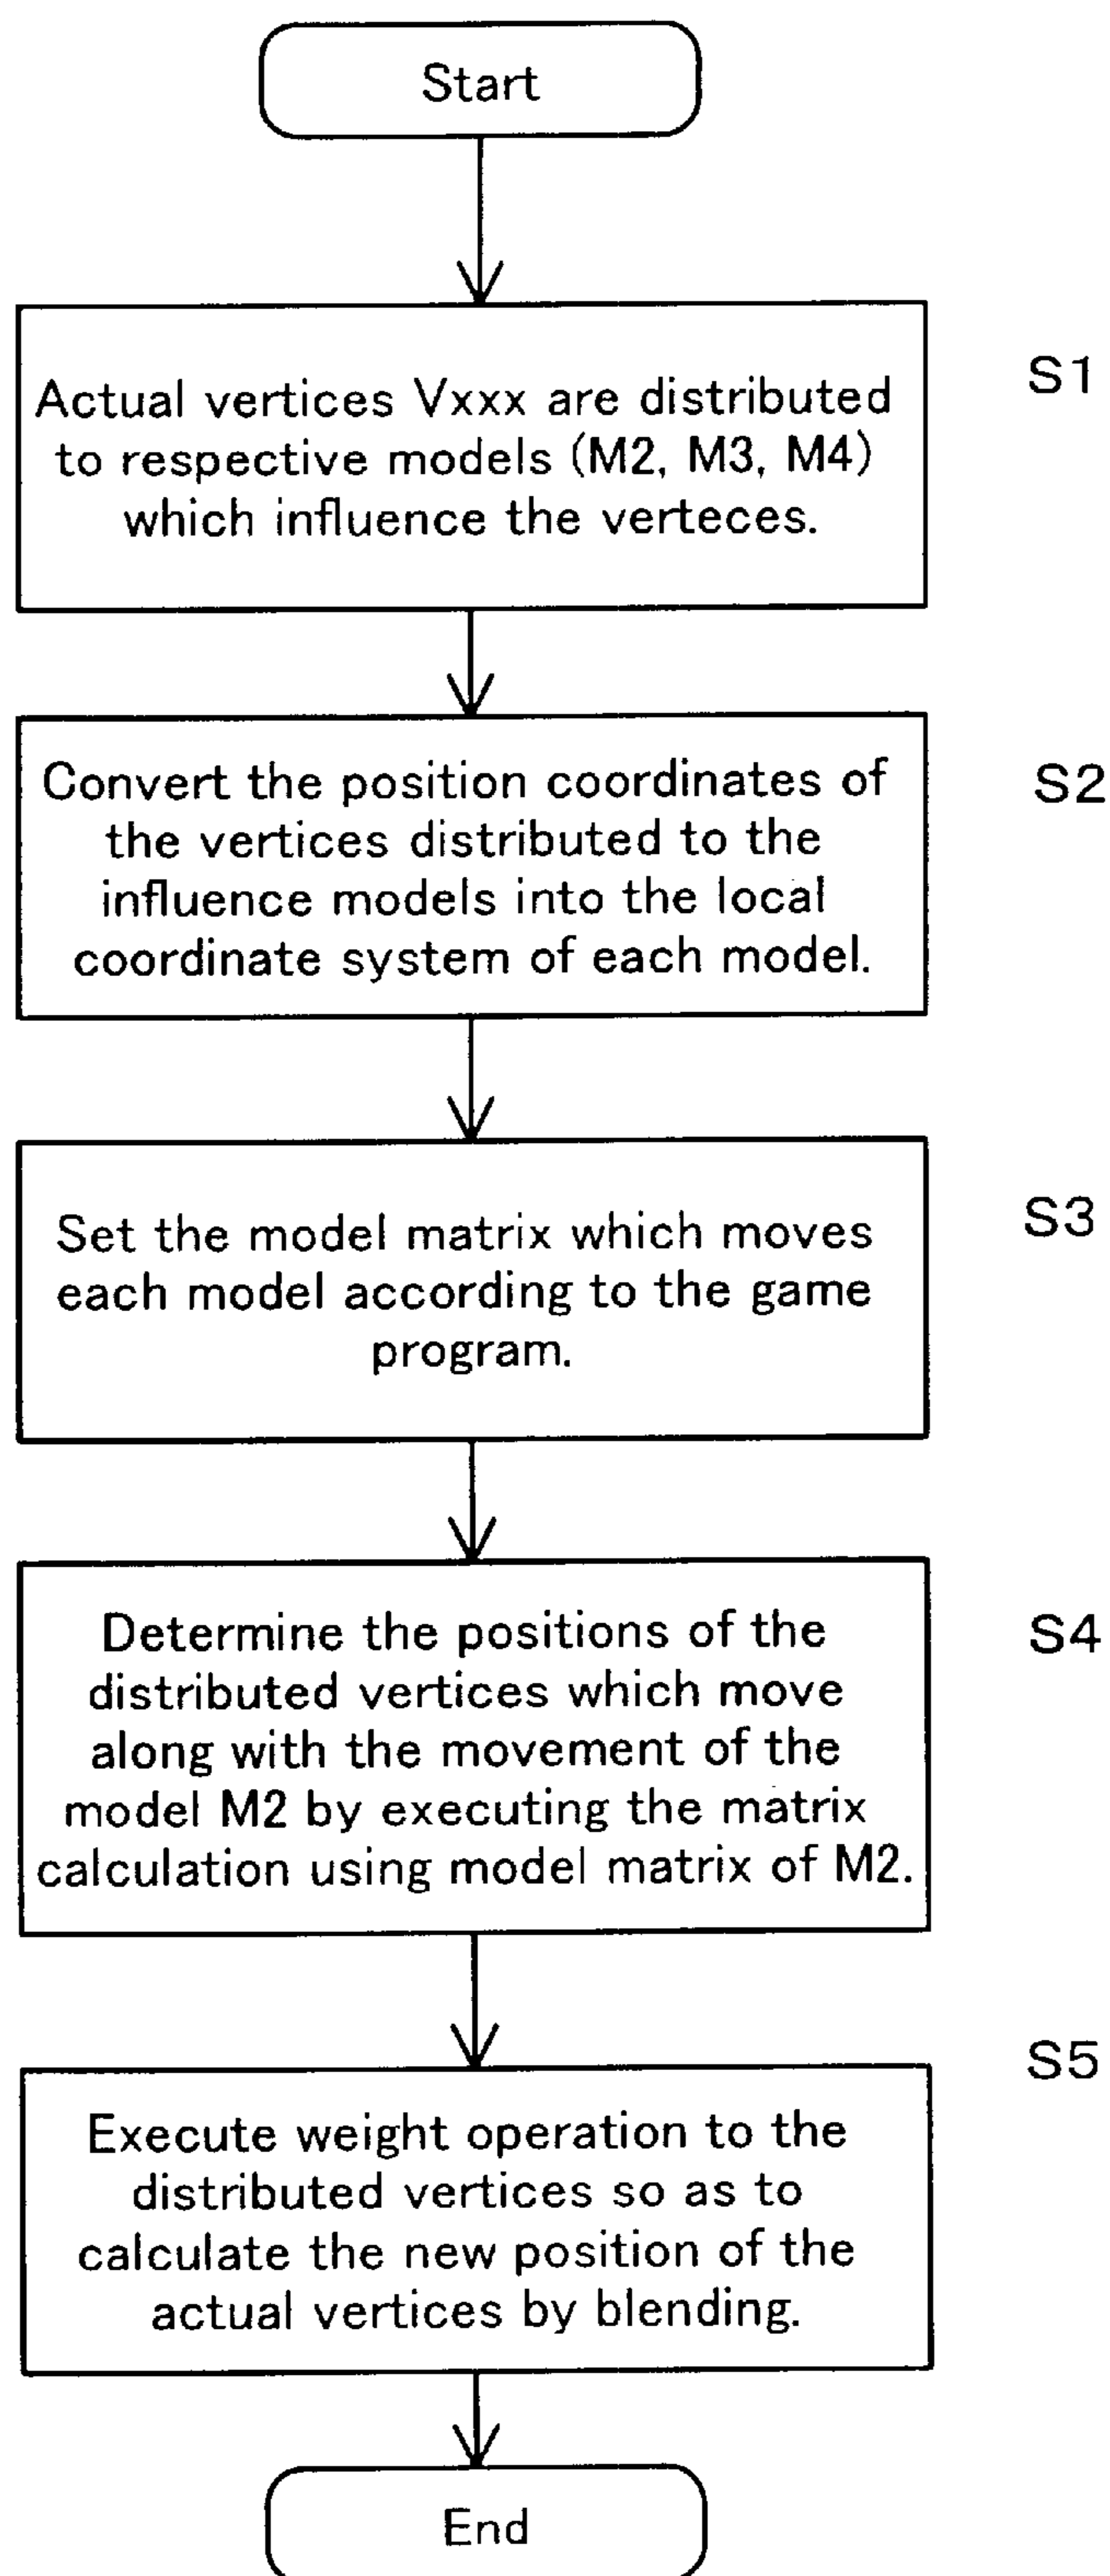 Start
S1
Actual vertices Vxxx are distributed
to respective models (M2, M3, M4)
which influence the verteces.
S2
Convert the position coordinates of
the vertices distributed to the
influence models into the local
coordinate system of each model.
S3
Set the model matrix which moves
each model according to the game
program.
S4
Determine the positions of the
distributed vertices which move
along with the movement of the
model M2 by executing the matrix
calculation using model matrix of M2.
S5
Execute weight operation to the
distributed vertices so as to
calculate the new position of the
actual vertices by blending.
End